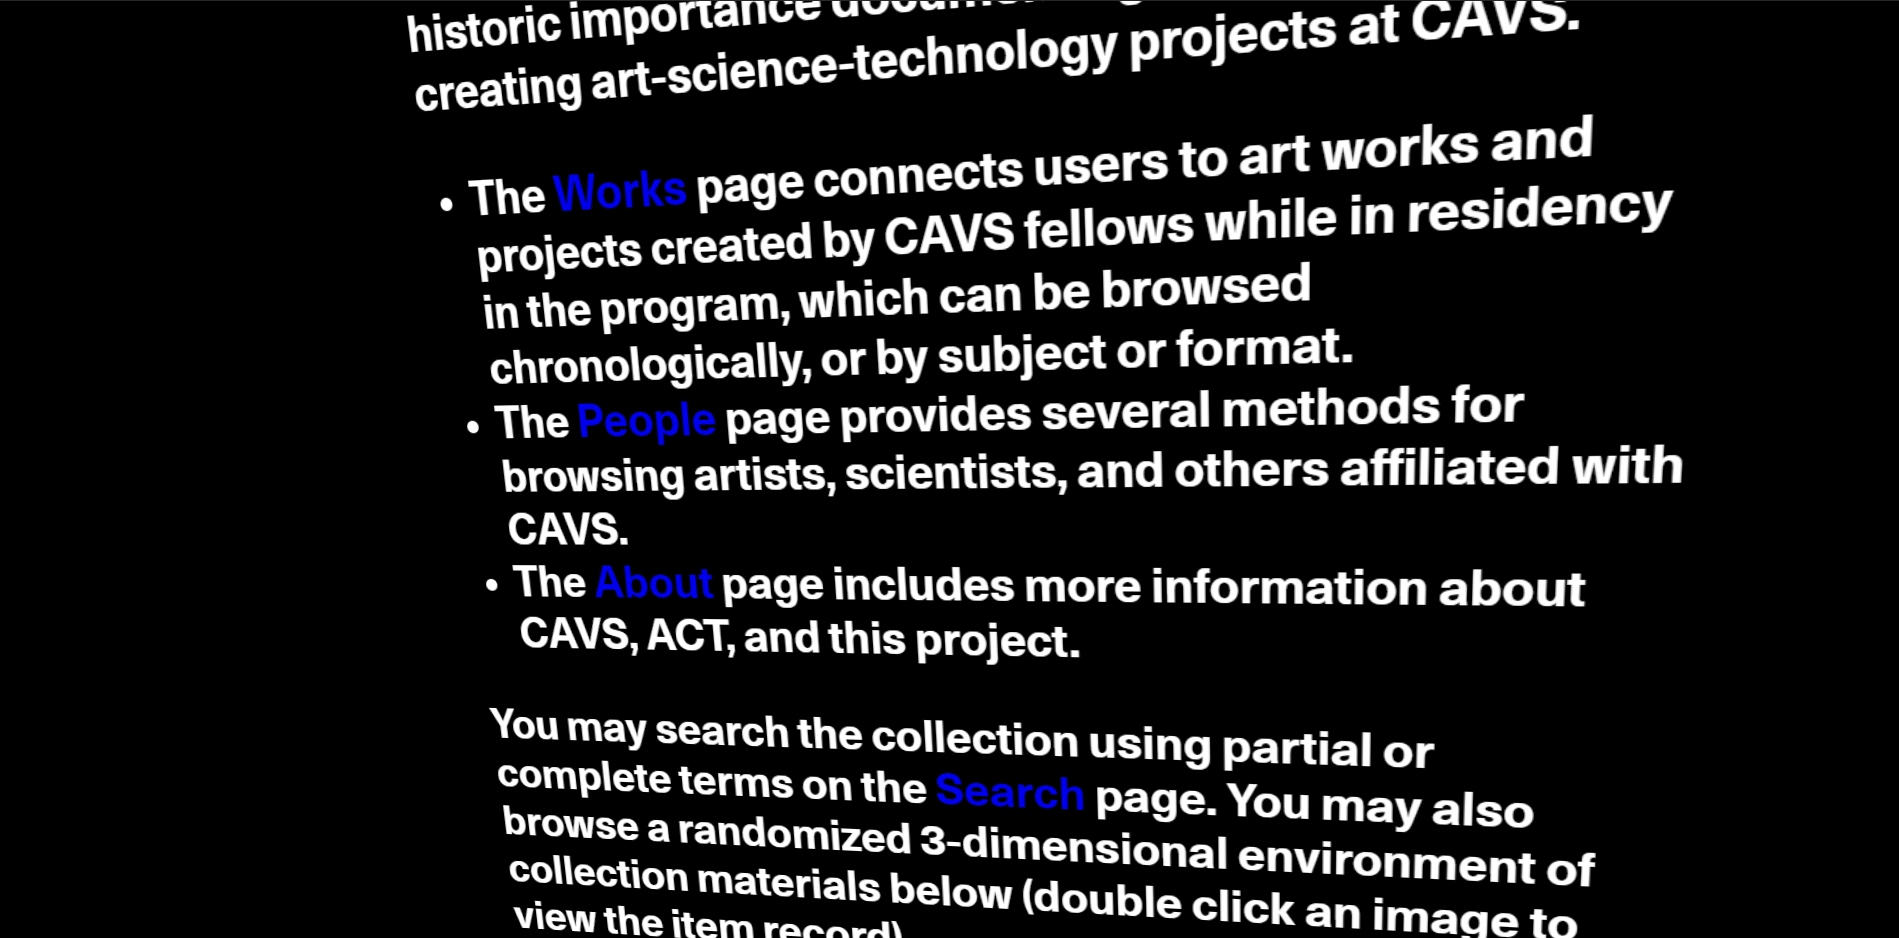 historic importance
creating art-science-technology projects at CAVS.
• The Works page connects users to art works and
projects created by CAVS fellows while in residency
in the program, which can be browsed
chronologically, or by subject or format.
• The People page provides several methods for
browsing artists, scientists, and others affiliated with
CAVS.
• The About page includes more information about
CAVS, ACT, and this project.
You may search the collection using partial or
complete terms on the Search page. You may also
browse a randomized 3-dimensional environment of
collection materials below (double click an image to
view the item record)